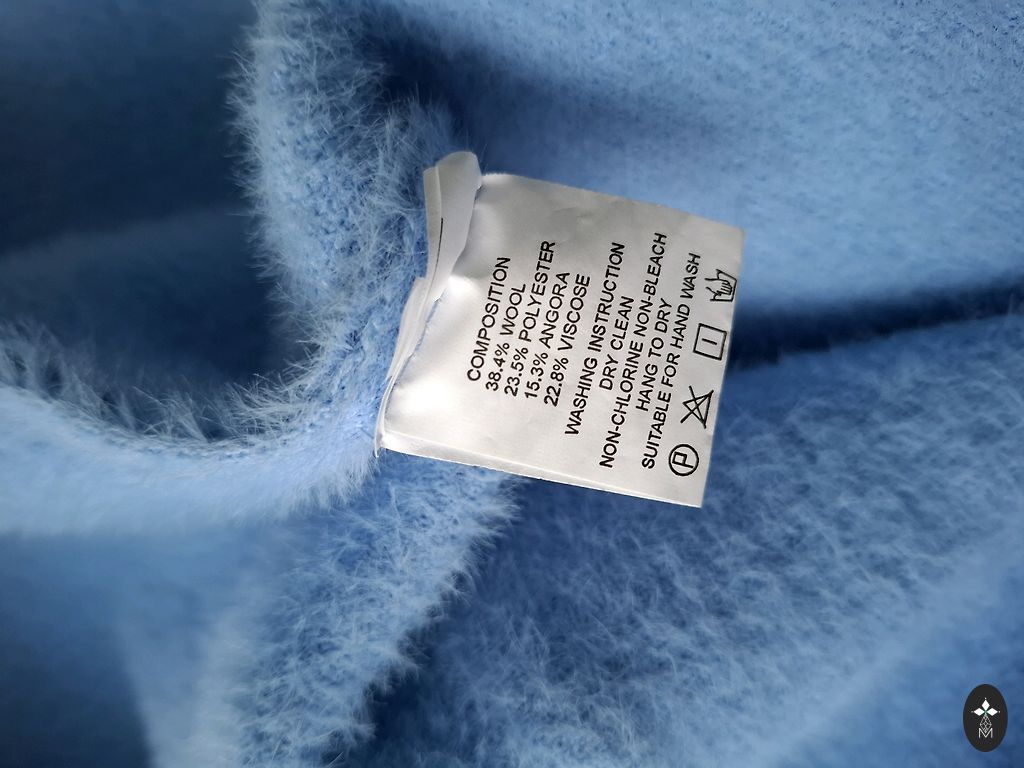 COMPOSITION
38.4% WOOL
23.5% POLYESTER
15.3% ANGORA
22.8% VISCOSE
WASHING INSTRUCTION
DRY CLEAN
NON-CHLORINE NON-BLEACH
HANG TO DRY
SUITABLE FOR HAND WASH
P
M